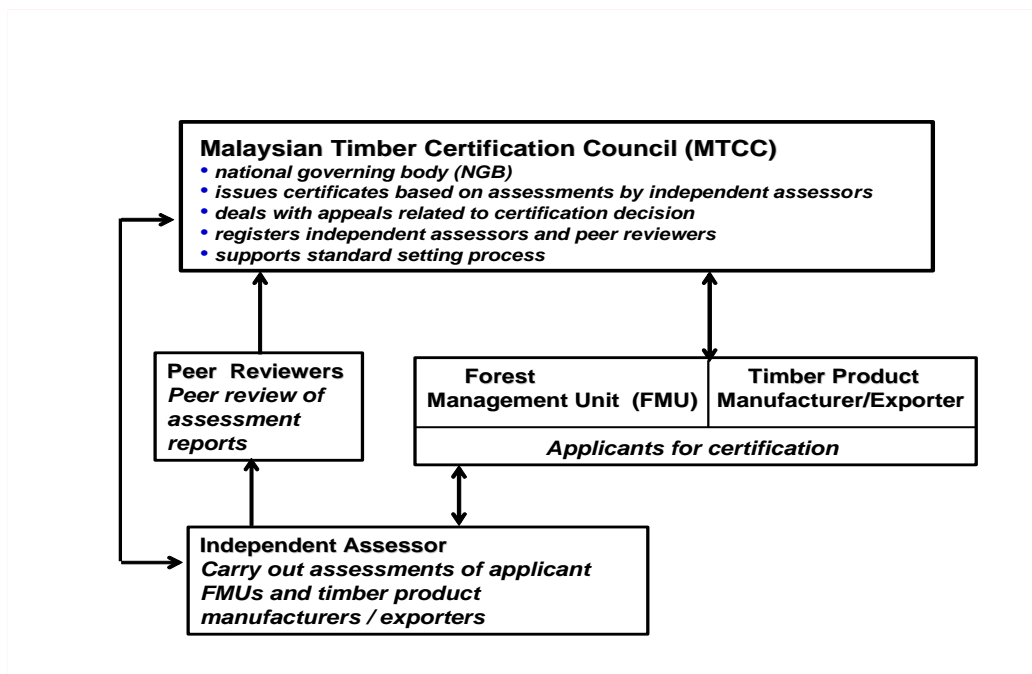 Malaysian Timber Certification Council (MTCC)
• national governing body (NGB)
• issues certificates based on assessments by independent assessors
• deals with appeals related to certification decision
• registers independent assessors and peer reviewers
• supports standard setting process
Peer Reviewers
Peer review of
assessment
reports
Forest
Management Unit (FMU)
Timber Product
Manufacturer/Exporter
Applicants for certification
Independent Assessor
Carry out assessments of applicant
FMUs and timber product
manufacturers / exporters